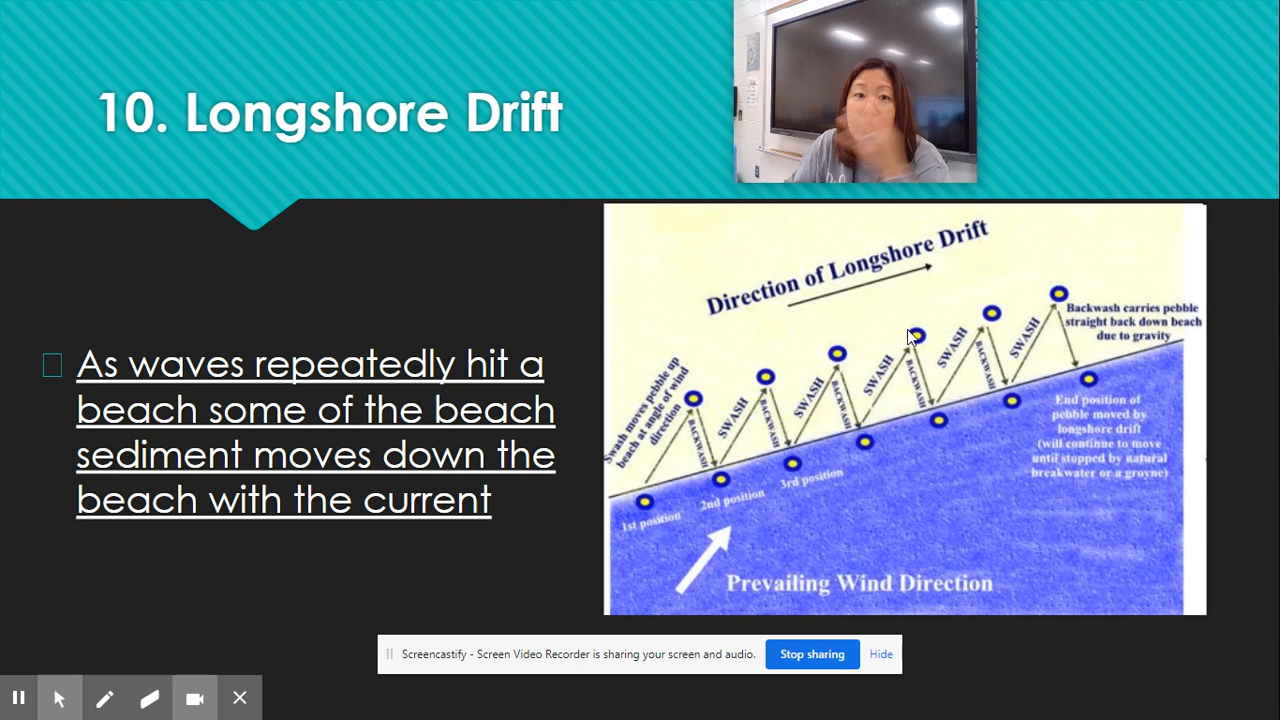 10. Longshore Drift
As waves repeatedly hit a
beach some of the beach
sediment moves down the
beach with the current
Direction of Longshore Drift
Swash moves pebble up
beach at angle of wind
direction
BACKWASH
SWASH
BACKWASH
SWASH
BACKWASH
SWASH
BACKWASH
SWASH
BACKWASH
SWASH
Backwash carries pebble
straight back down beach
due to gravity
1st position
2nd position
3rd position
End position of
pebble moved by
longshore drift
(will continue to move
until stopped by natural
breakwater or a groyne)
Prevailing Wind Direction
Screencastify - Screen Video Recorder is sharing your screen and audio.
Stop sharing
Hide